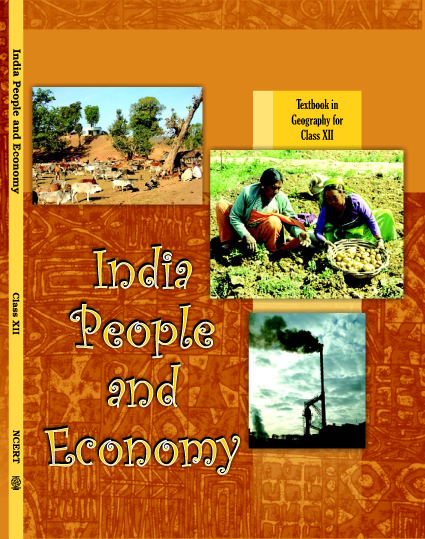 India People and Economy
Class XII
NCERT
Textbook in
Geography for
Class XII
India
People
and
Economy